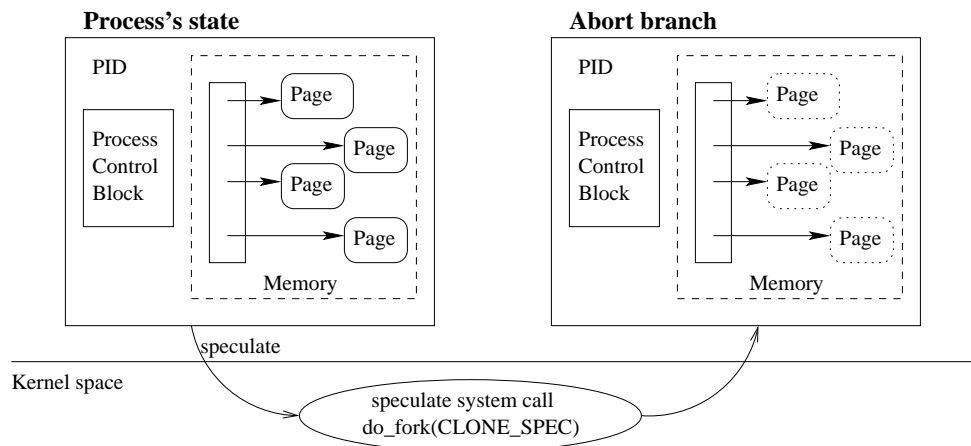 Process's state
Abort branch
PID
Page
Page
Page
Page
Process
Control
Block
Memory
PID
Page
Page
Page
Page
Process
Control
Block
Memory
speculate
Kernel space
speculate system call
do_fork(CLONE_SPEC)